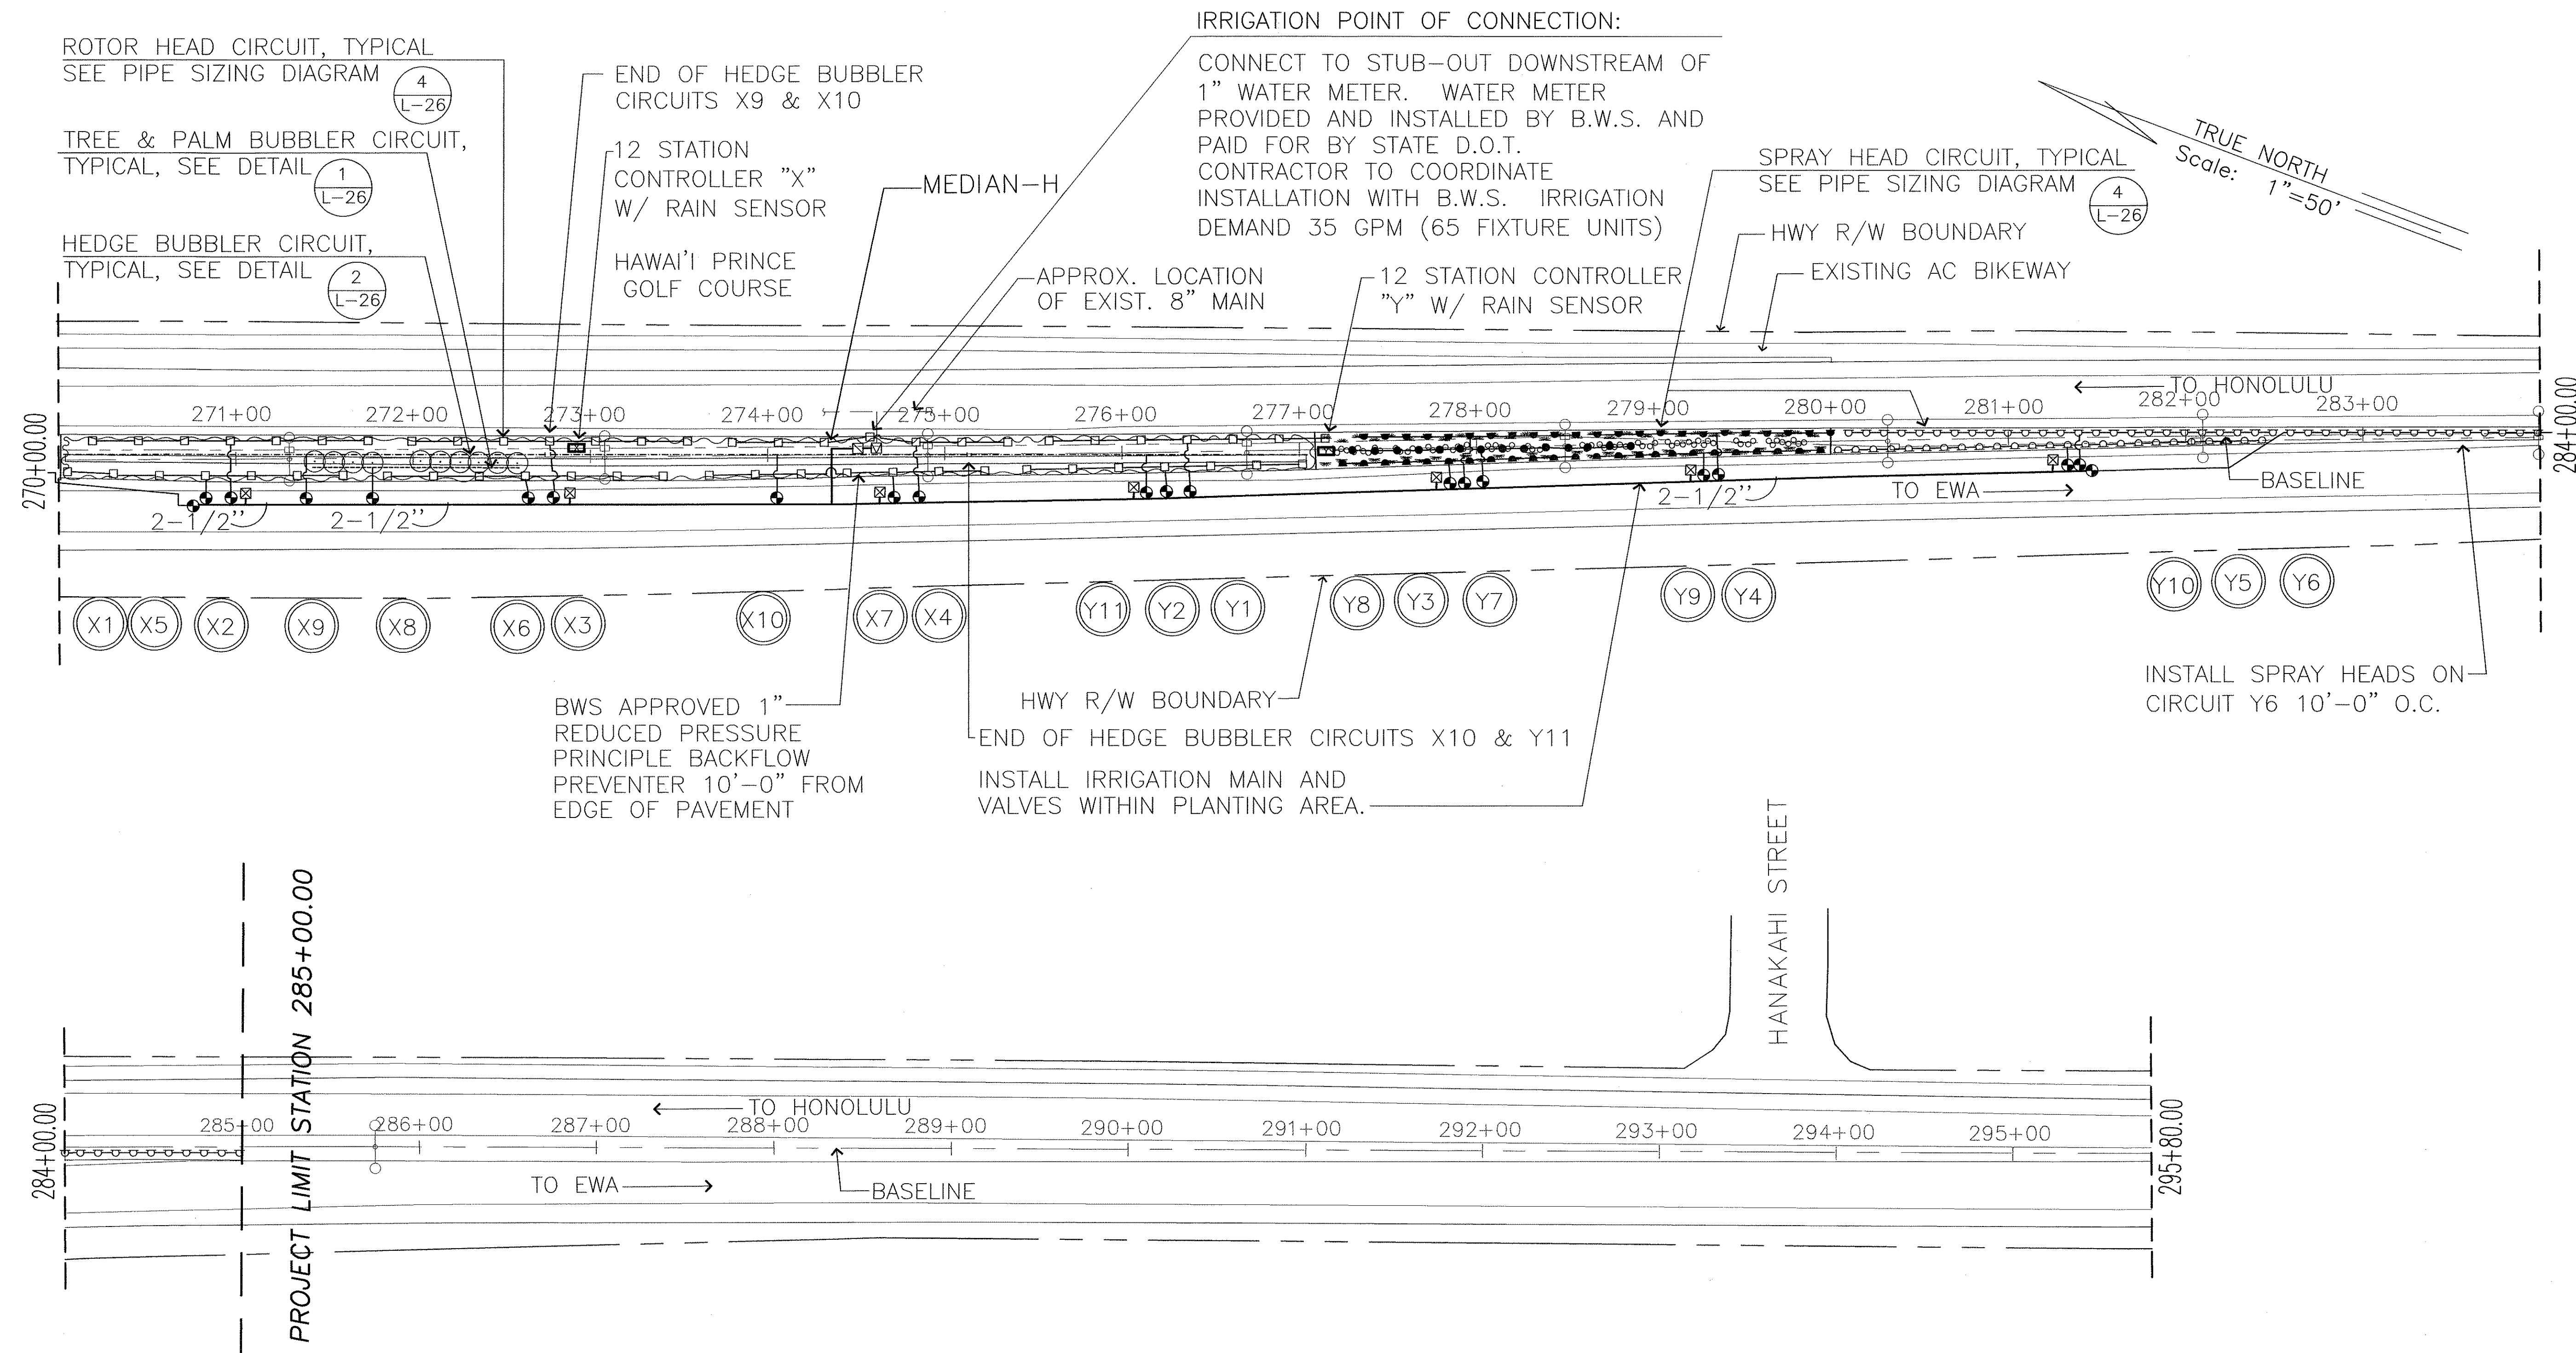 IRRIGATION POINT OF CONNECTION:
CONNECT TO STUB-OUT DOWNSTREAM OF
1" WATER METER. WATER METER
PROVIDED AND INSTALLED BY B.W.S. AND
PAID FOR BY STATE D.O.T.
CONTRACTOR TO COORDINATE
INSTALLATION WITH B.W.S. IRRIGATION
DEMAND 35 GPM (65 FIXTURE UNITS)
ROTOR HEAD CIRCUIT, TYPICAL
SEE PIPE SIZING DIAGRAM
4
L-26
TREE & PALM BUBBLER CIRCUIT,
TYPICAL, SEE DETAIL
1
L-26
HEDGE BUBBLER CIRCUIT,
TYPICAL, SEE DETAIL
2
L-26
END OF HEDGE BUBBLER
CIRCUITS X9 & X10
12 STATION
CONTROLLER "X"
W/ RAIN SENSOR
HAWAI'I PRINCE
GOLF COURSE
MEDIAN-H
APPROX. LOCATION
OF EXIST. 8" MAIN
12 STATION CONTROLLER
"Y" W/ RAIN SENSOR
SPRAY HEAD CIRCUIT, TYPICAL
SEE PIPE SIZING DIAGRAM
4
L-26
HWY R/W BOUNDARY
EXISTING AC BIKEWAY
TRUE NORTH
Scale: 1"=50'
270+00.00
271+00
272+00
273+00
274+00
275+00
276+00
277+00
278+00
279+00
280+00
281+00
282+00
283+00
284+00.00
TO HONOLULU
2-1/2"
2-1/2"
2-1/2"
TO EWA
BASELINE
X1
X5
X2
X9
X8
X6
X3
X10
X7
X4
Y11
Y2
Y1
Y8
Y3
Y7
Y9
Y4
Y10
Y5
Y6
BWS APPROVED 1"
REDUCED PRESSURE
PRINCIPLE BACKFLOW
PREVENTER 10'-0" FROM
EDGE OF PAVEMENT
HWY R/W BOUNDARY
END OF HEDGE BUBBLER CIRCUITS X10 & Y11
INSTALL IRRIGATION MAIN AND
VALVES WITHIN PLANTING AREA.
INSTALL SPRAY HEADS ON
CIRCUIT Y6 10'-0" O.C.
PROJECT LIMIT STATION 285+00.00
HANAKAHI STREET
284+00.00
285+00
286+00
287+00
288+00
289+00
290+00
291+00
292+00
293+00
294+00
295+00
295+80.00
TO HONOLULU
TO EWA
BASELINE